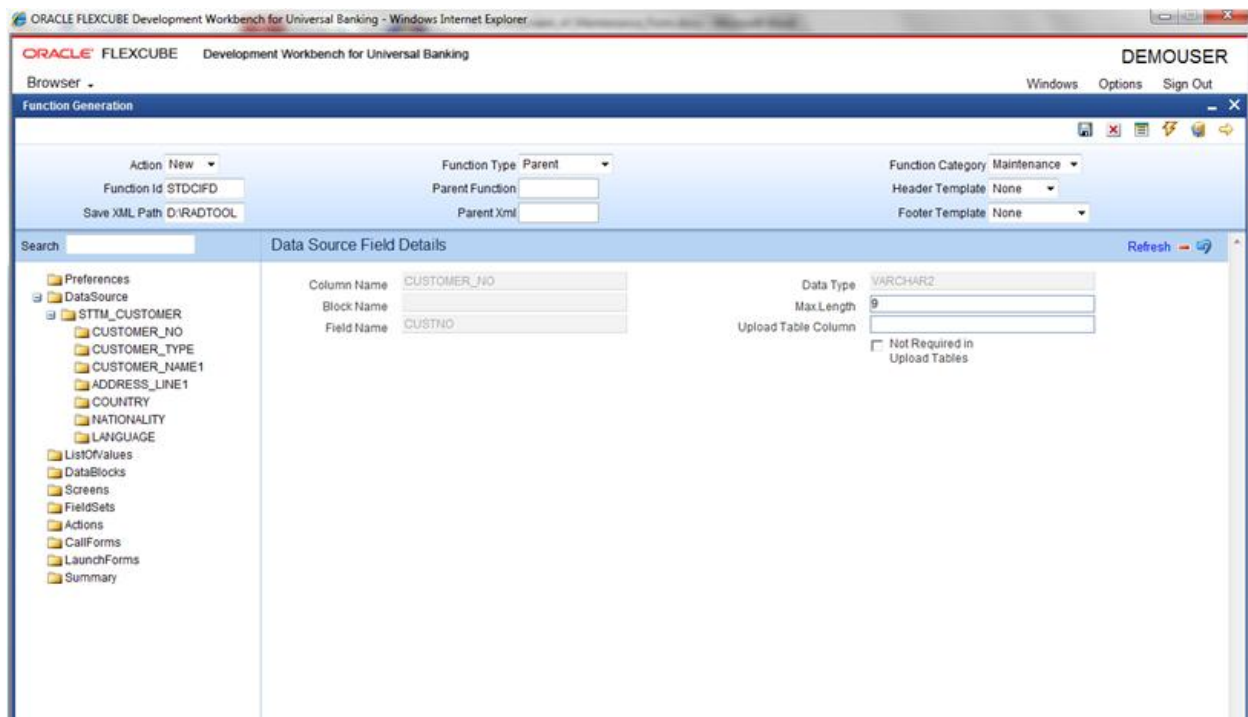 ORACLE FLEXCUBE Development Workbench for Universal Banking - Windows Internet Explorer
ORACLE FLEXCUBE Development Workbench for Universal Banking
DEMOUSER
Browser
Windows Options Sign Out
Function Generation
Action New
Function Type Parent
Function Category Maintenance
Function Id STDCIFD
Parent Function
Header Template None
Save XML Path D:\RADTOOL
Parent Xml
Footer Template None
Search
Data Source Field Details
Refresh
Preferences
DataSource
STTM_CUSTOMER
CUSTOMER_NO
CUSTOMER_TYPE
CUSTOMER_NAME1
ADDRESS_LINE1
COUNTRY
NATIONALITY
LANGUAGE
ListOfValues
DataBlocks
Screens
FieldSets
Actions
CallForms
LaunchForms
Summary
Column Name CUSTOMER_NO
Block Name
Field Name CUSTNO
Data Type VARCHAR2
Max.Length 9
Upload Table Column
Not Required in
Upload Tables